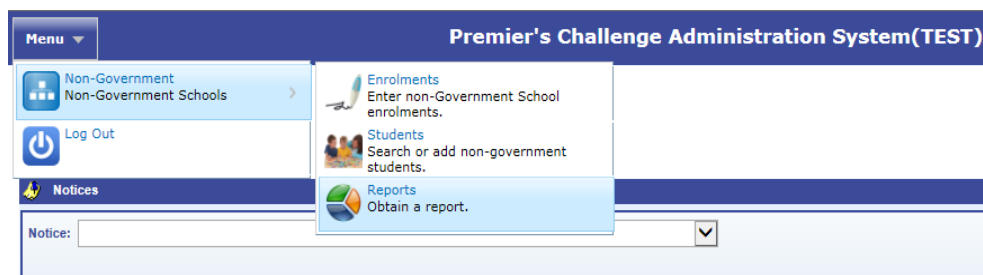 Menu
Premier's Challenge Administration System(TEST)
Non-Government
Non-Government Schools
Log Out
Enrolments
Enter non-Government School
enrolments.
Students
Search or add non-government
students.
Reports
Obtain a report.
Notices
Notice: